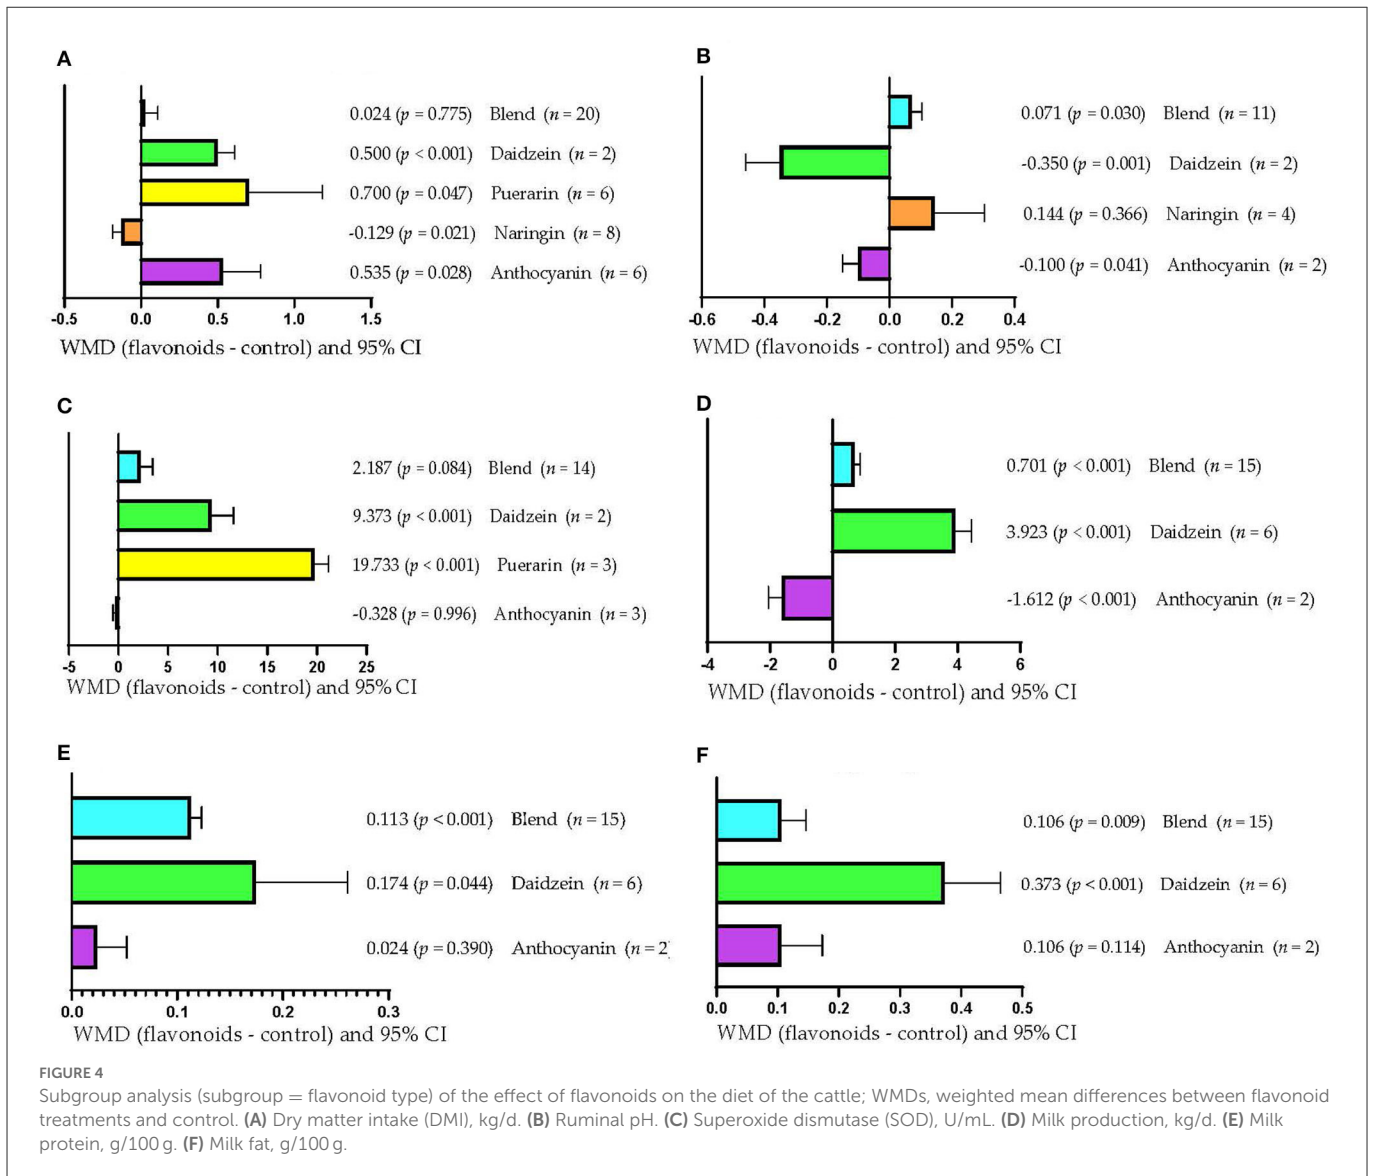 A
0.024 (p = 0.775) Blend (n = 20)
0.500 (p < 0.001) Daidzein (n = 2)
0.700 (p = 0.047) Puerarin (n = 6)
-0.129 (p = 0.021) Naringin (n = 8)
0.535 (p = 0.028) Anthocyanin (n = 6)
-0.5 0.0 0.5 1.0 1.5
WMD (flavonoids - control) and 95% CI
B
0.071 (p = 0.030) Blend (n = 11)
-0.350 (p = 0.001) Daidzein (n = 2)
0.144 (p = 0.366) Naringin (n = 4)
-0.100 (p = 0.041) Anthocyanin (n = 2)
-0.6 -0.4 -0.2 0.0 0.2 0.4
WMD (flavonoids - control) and 95% CI
C
2.187 (p = 0.084) Blend (n = 14)
9.373 (p < 0.001) Daidzein (n = 2)
19.733 (p < 0.001) Puerarin (n = 3)
-0.328 (p = 0.996) Anthocyanin (n = 3)
-5 0 5 10 15 20 25
WMD (flavonoids - control) and 95% CI
D
0.701 (p < 0.001) Blend (n = 15)
3.923 (p < 0.001) Daidzein (n = 6)
-1.612 (p < 0.001) Anthocyanin (n = 2)
-4 -2 0 2 4 6
WMD (flavonoids - control) and 95% CI
E
0.113 (p < 0.001) Blend (n = 15)
0.174 (p = 0.044) Daidzein (n = 6)
0.024 (p = 0.390) Anthocyanin (n = 2)
0.0 0.1 0.2 0.3
WMD (flavonoids - control) and 95% CI
F
0.106 (p = 0.009) Blend (n = 15)
0.373 (p < 0.001) Daidzein (n = 6)
0.106 (p = 0.114) Anthocyanin (n = 2)
0.0 0.1 0.2 0.3 0.4 0.5
WMD (flavonoids - control) and 95% CI
FIGURE 4
Subgroup analysis (subgroup = flavonoid type) of the effect of flavonoids on the diet of the cattle; WMDs, weighted mean differences between flavonoid
treatments and control. (A) Dry matter intake (DMI), kg/d. (B) Ruminal pH. (C) Superoxide dismutase (SOD), U/mL. (D) Milk production, kg/d. (E) Milk
protein, g/100 g. (F) Milk fat, g/100 g.